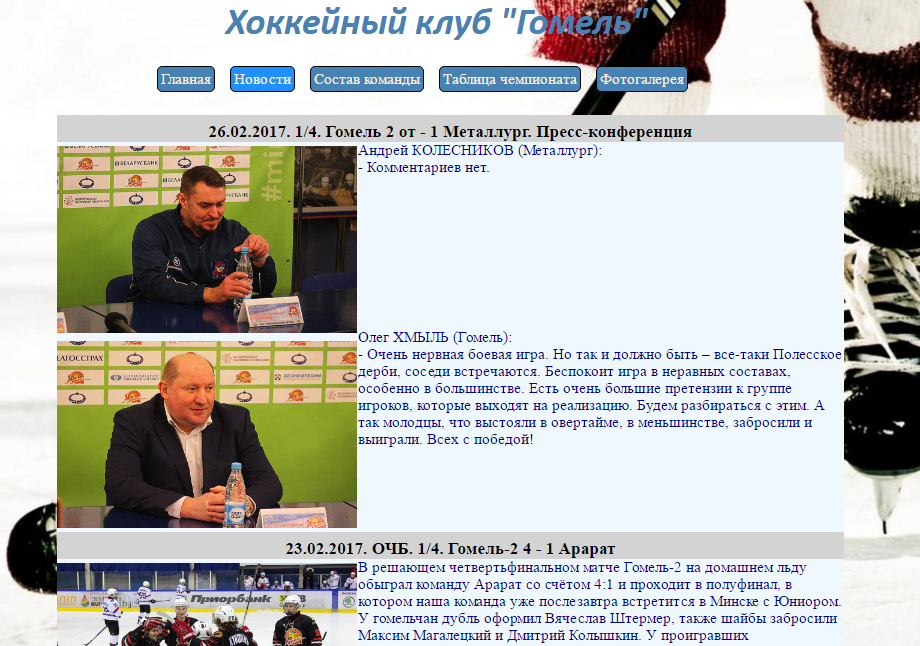 Хоккейный клуб "Гомель"
Главная
Новости
Состав команды
Таблица чемпионата
Фотогалерея
26.02.2017. 1/4. Гомель 2 от - 1 Металлург. Пресс-конференция
Андрей КОЛЕСНИКОВ (Металлург):
- Комментариев нет.
БЕЛАРУСБАНК
#mi
Олег ХМЫЛЬ (Гомель):
- Очень нервная боевая игра. Но так и должно быть – все-таки Полесское
дерби, соседи встречаются. Беспокоит игра в неравных составах,
особенно в большинстве. Есть очень большие претензии к группе
игроков, которые выходят на реализацию. Будем разбираться с этим. А
так молодцы, что выстояли в овертайме, в меньшинстве, забросили и
выиграли. Всех с победой!
ЕЛГОССТРАХ
23.02.2017. ОЧБ. 1/4. Гомель-2 4 - 1 Арарат
В решающем четвертьфинальном матче Гомель-2 на домашнем льду
обыграл команду Арарат со счётом 4:1 и проходит в полуфинал, в
котором наша команда уже послезавтра встретится в Минске с Юниором.
У гомельчан дубль оформил Вячеслав Штермер, также шайбы забросили
Максим Магалецкий и Дмитрий Колышкин. У проигравших
Приорбанк